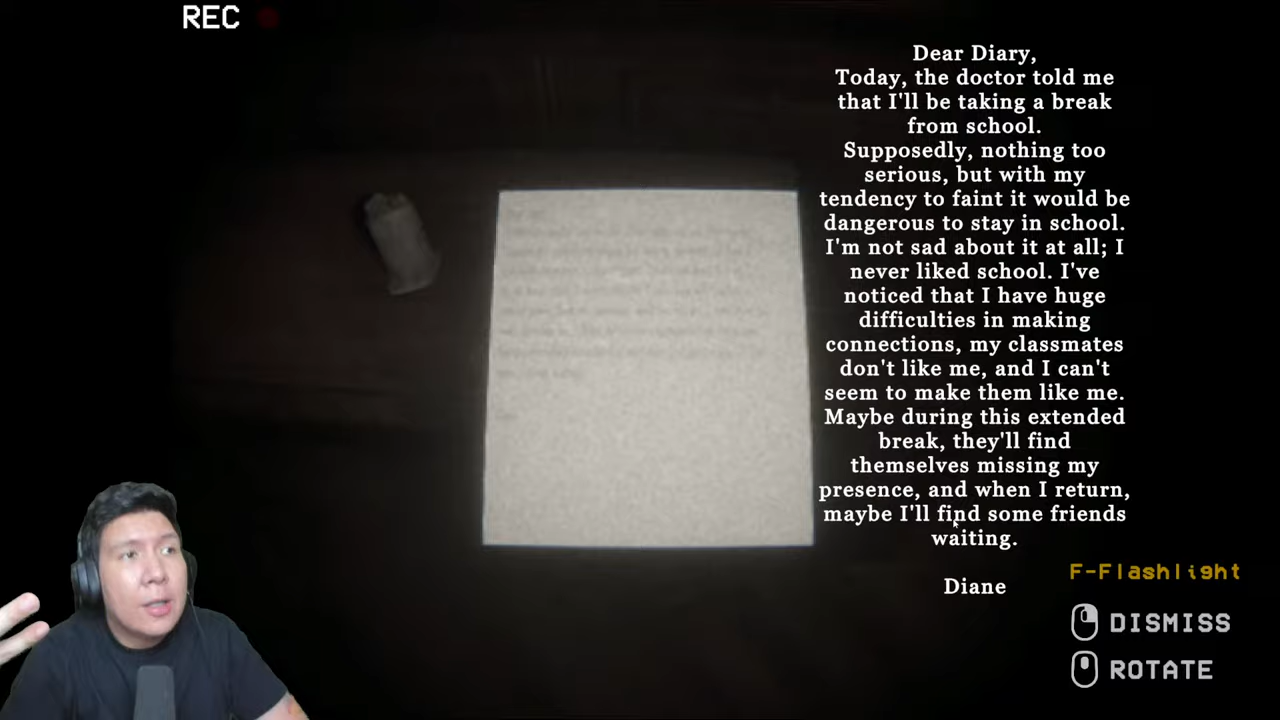 REC
Dear Diary,
Today, the doctor told me
that I'll be taking a break
from school.
Supposedly, nothing too
serious, but with my
tendency to faint it would be
dangerous to stay in school.
I'm not sad about it at all; I
never liked school. I've
noticed that I have huge
difficulties in making
connections, my classmates
don't like me, and I can't
seem to make them like me.
Maybe during this extended
break, they'll find
themselves missing my
presence, and when I return,
maybe I'll find some friends
waiting.
Diane
F-Flashlight
DISMISS
ROTATE